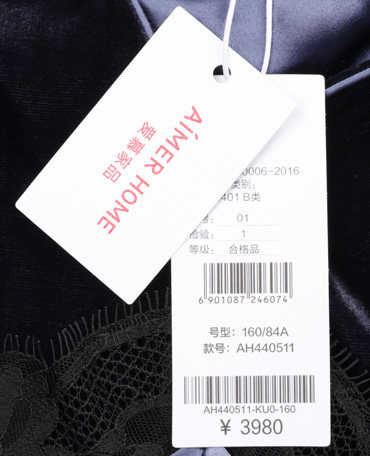 AIMER HOME
爱慕家品
0006-2016
类别:
401 B类
01
检验: 1
等级: 合格品
6 901087 246074
号型: 160/84A
款号: AH440511
AH440511-KU0-160
¥ 3980